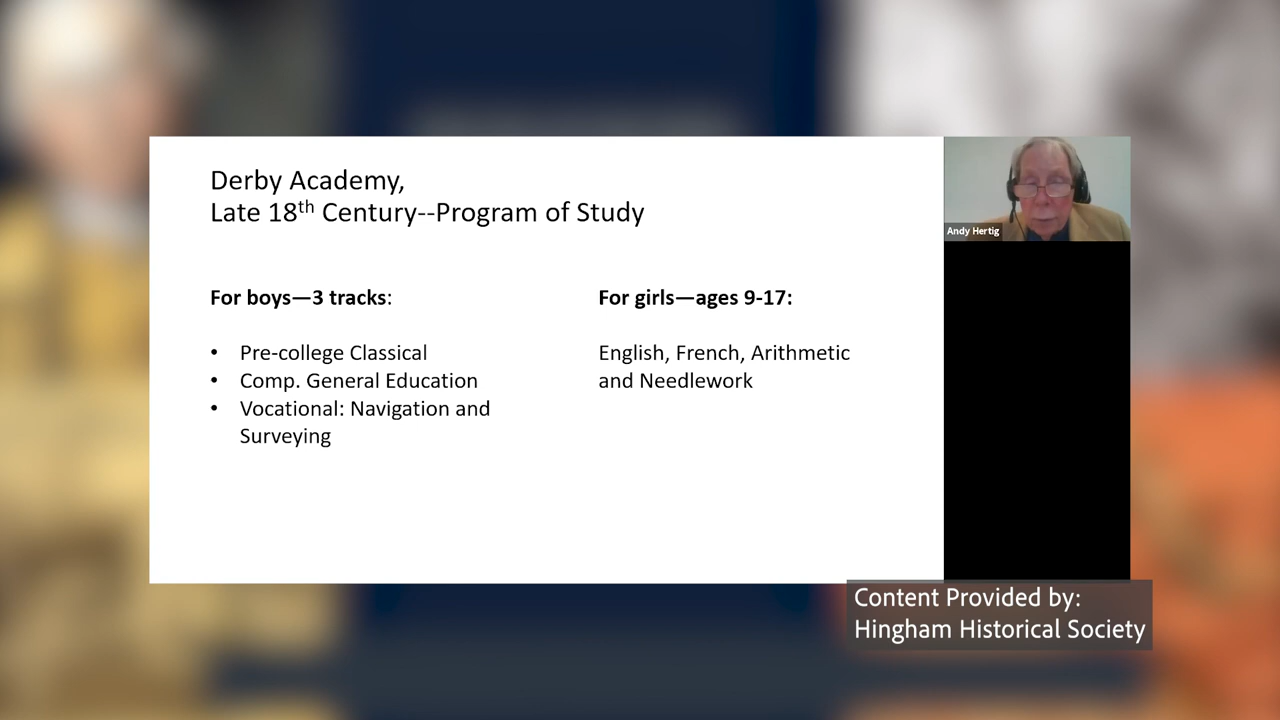 Derby Academy,
Late 18th Century--Program of Study
For boys—3 tracks:
• Pre-college Classical
• Comp. General Education
• Vocational: Navigation and
Surveying
For girls—ages 9-17:
English, French, Arithmetic
and Needlework
Andy Hertig
Content Provided by:
Hingham Historical Society